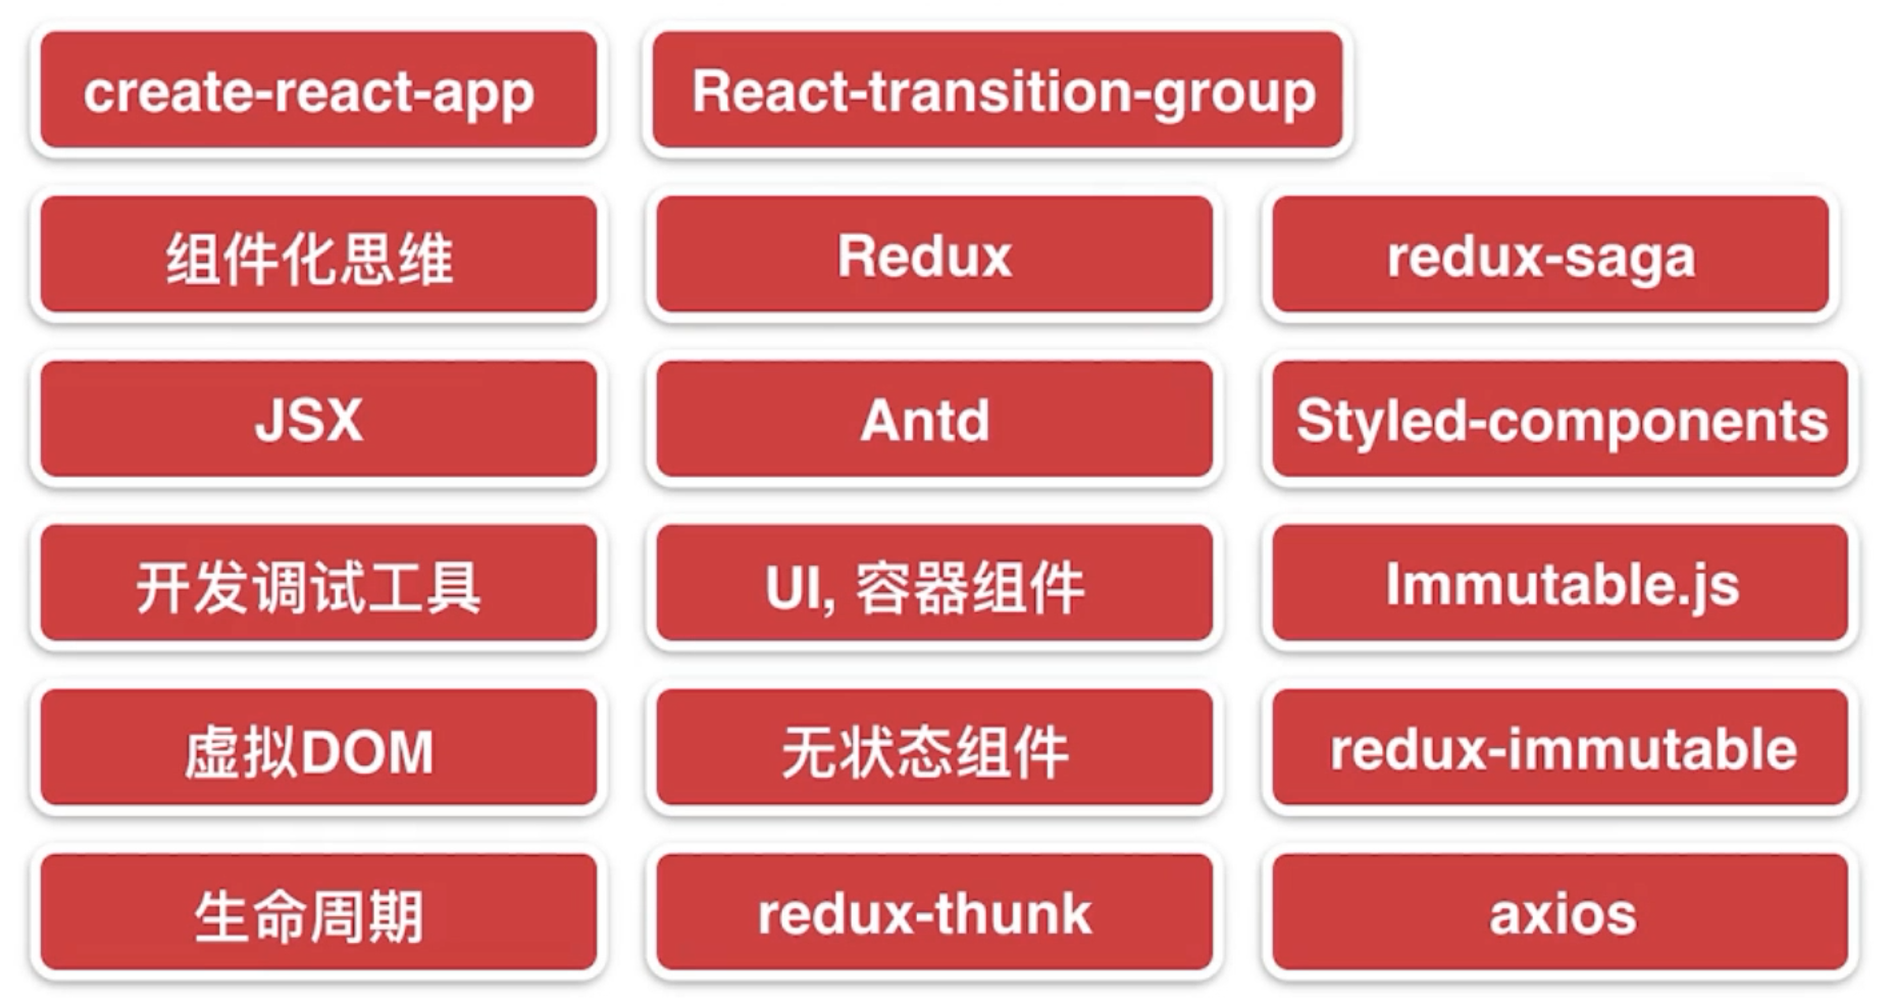 create-react-app
React-transition-group
组件化思维
Redux
redux-saga
JSX
Antd
Styled-components
开发调试工具
UI, 容器组件
Immutable.js
虚拟DOM
无状态组件
redux-immutable
生命周期
redux-thunk
axios